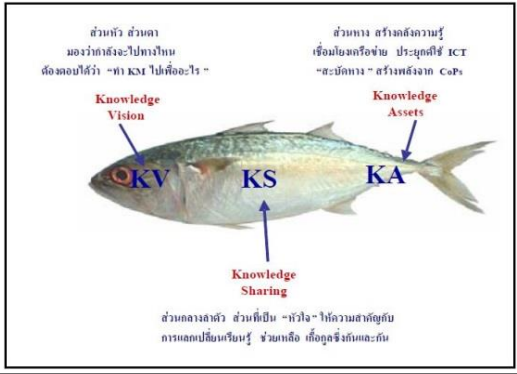 ส่วนหัว ส่วนตา
มองว่ากำลังจะไปทางไหน
ต้องตอบได้ว่า “ทำ KM ไปเพื่ออะไร ”
Knowledge
Vision
ส่วนหาง สร้างคลังความรู้
เชื่อมโยงเครือข่าย ประยุกต์ใช้ ICT
“สะบัดหาง” สร้างพลังจาก CoPs
Knowledge
Assets
KV
KS
KA
Knowledge
Sharing
ส่วนกลางลำตัว ส่วนที่เป็น “หัวใจ” ให้ความสำคัญกับ
การแลกเปลี่ยนเรียนรู้ ช่วยเหลือ เกื้อกูลซึ่งกันและกัน